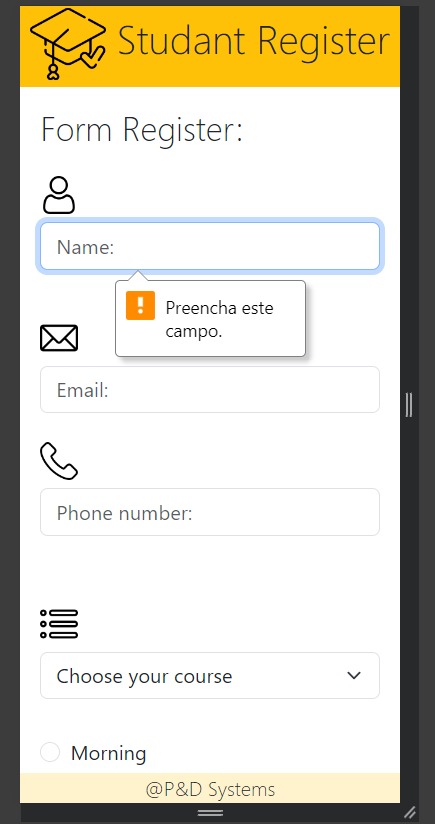 Studant Register
Form Register:
Name:
Preencha este
campo.
Email:
Phone number:
Choose your course
Morning
@P&D Systems